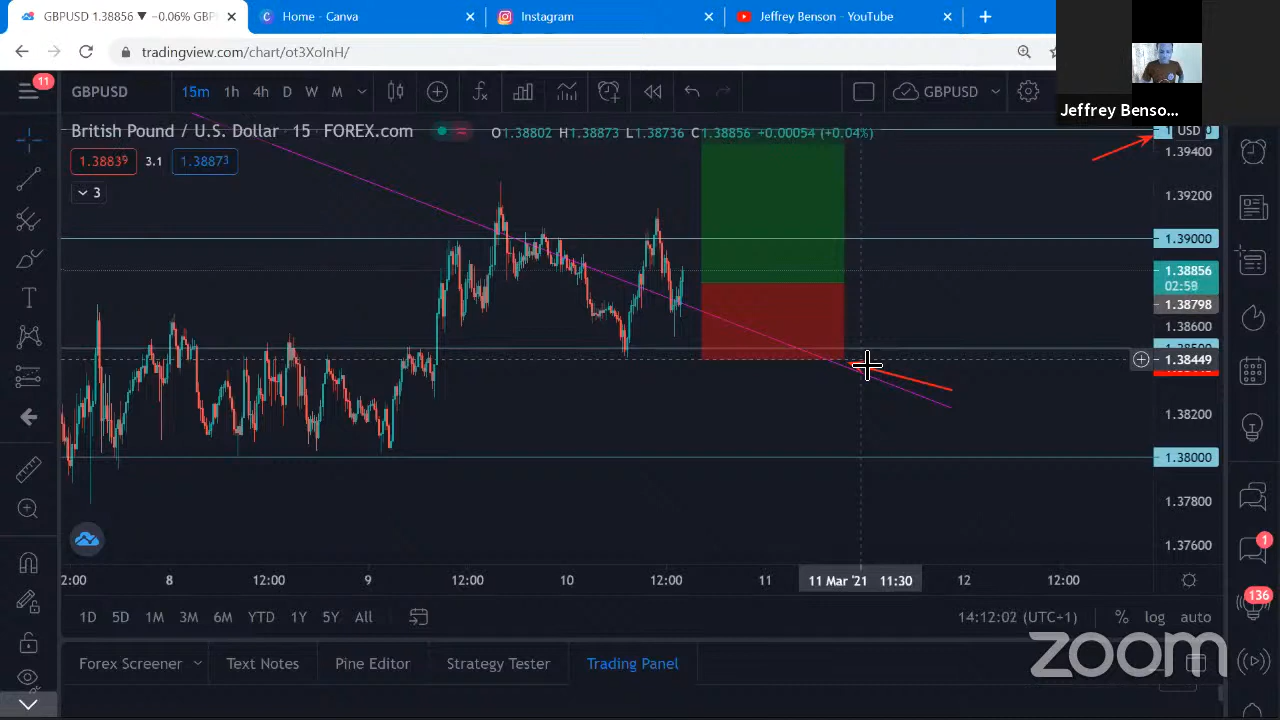 GBPUSD 1.38856 ▼ −0.06% GBP
Home - Canva
Instagram
Jeffrey Benson - YouTube
tradingview.com/chart/ot3XoInH/
Jeffrey Benso...
11
GBPUSD
15m 1h 4h D W M
GBPUSD
British Pound / U.S. Dollar · 15 · FOREX.com
O1.38802 H1.38873 L1.38736 C1.38856 +0.00054 (+0.04%)
USD
1.39400
1.38839 3.1 1.38873
3
1.39200
1.39000
1.38856
02:58
1.38798
1.38600
1.38449
1.38200
1.38000
1.37800
1.37600
2:00 8 12:00 9 12:00 10 12:00 11 11 Mar '21 11:30 12 12:00
1D 5D 1M 3M 6M YTD 1Y 5Y All
14:12:02 (UTC+1) % log auto
1
136
zoom
Forex Screener Text Notes Pine Editor Strategy Tester Trading Panel